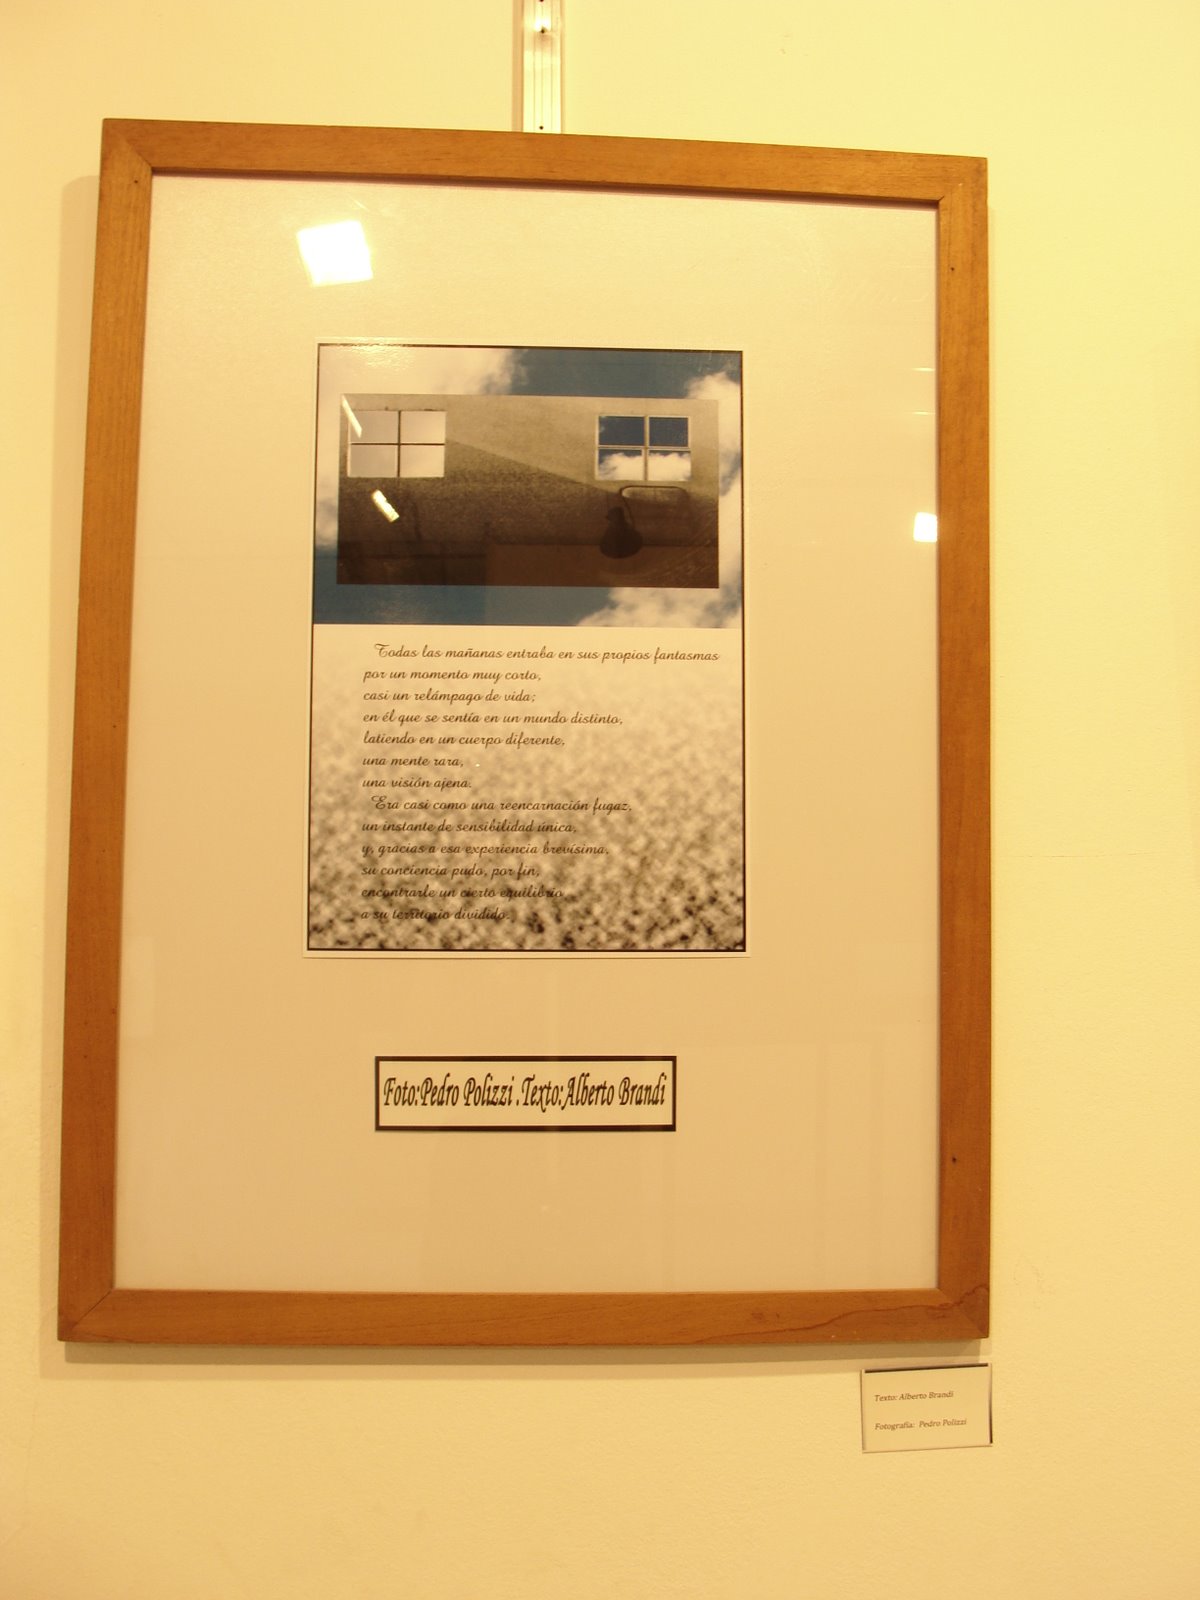 Todas las mañanas entraba en sus propios fantasmas
por un momento muy corto,
casi un relámpago de vida;
en él que se sentía en un mundo distinto,
latiendo en un cuerpo diferente,
una mente rara,
una visión ajena.
Era casi como una reencarnación fugaz,
un instante de sensibilidad única,
y, gracias a esa experiencia brevísima,
su conciencia pudo, por fin,
encontrarle un cierto equilibrio
a su territorio dividido.
Foto:Pedro Polizzi .Texto:Alberto Brandi
Texto: Alberto Brandi
Fotografía: Pedro Polizzi